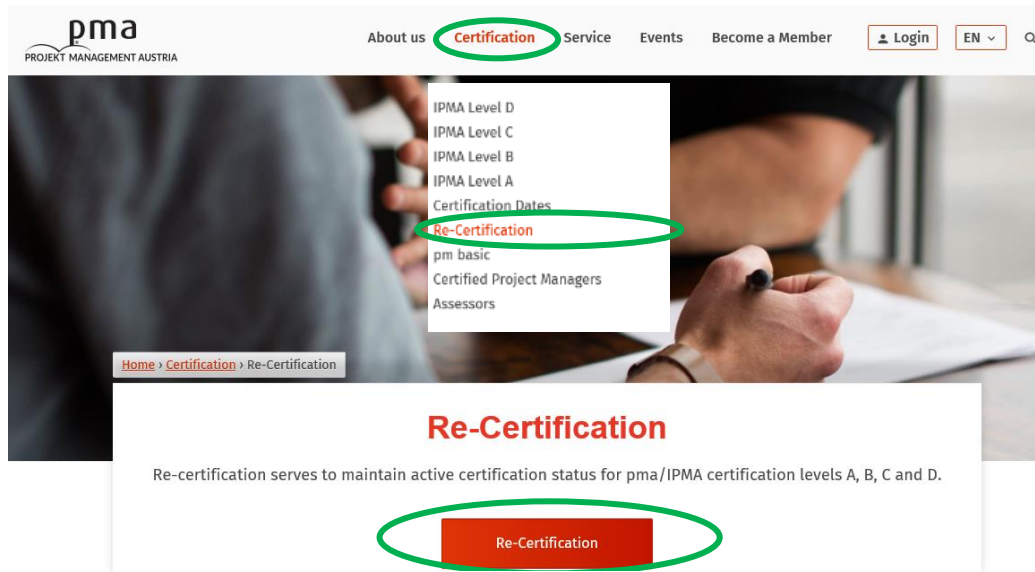 pma
PROJEKT MANAGEMENT AUSTRIA
About us Certification Service Events Become a Member Login EN
IPMA Level D
IPMA Level C
IPMA Level B
IPMA Level A
Certification Dates
Re-Certification
pm basic
Certified Project Managers
Assessors
Home › Certification › Re-Certification
Re-Certification
Re-certification serves to maintain active certification status for pma/IPMA certification levels A, B, C and D.
Re-Certification